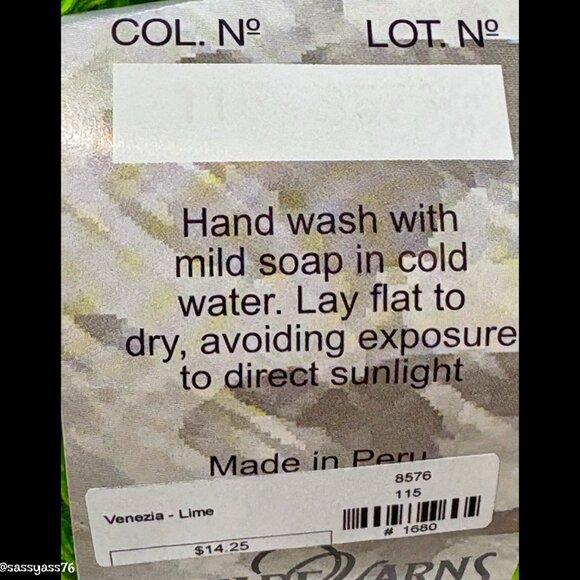 COL. Nº LOT. Nº
Hand wash with
mild soap in cold
water. Lay flat to
dry, avoiding exposure
to direct sunlight
Made in Peru
8576
115
Venezia - Lime
# 1680
$14.25
@sassyass76